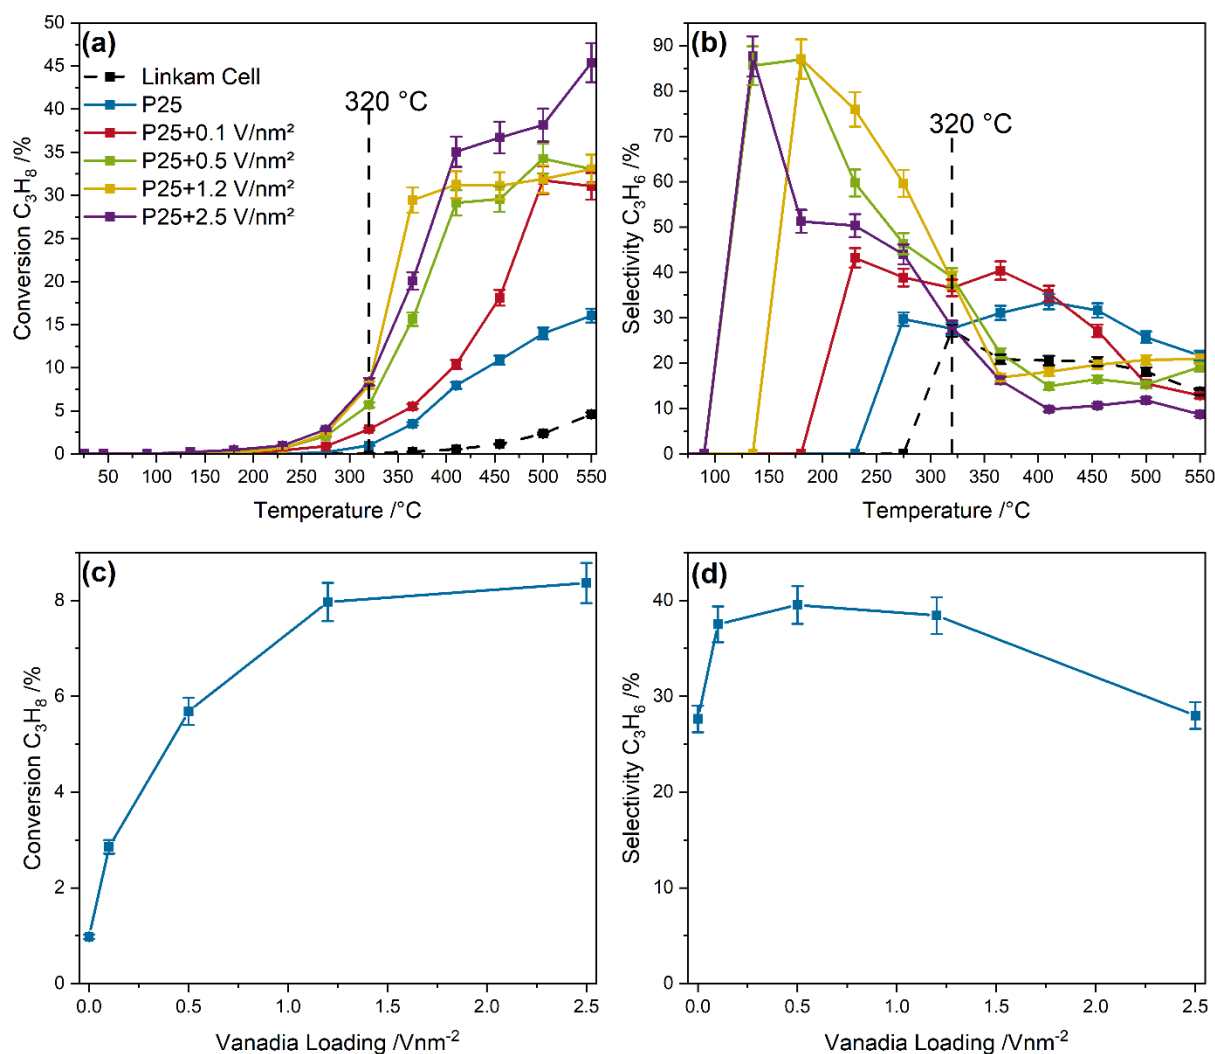 (a)
Conversion C₃H₈ /%
50
45
40
35
30
25
20
15
10
5
0
Linkam Cell
P25
P25+0.1 V/nm²
P25+0.5 V/nm²
P25+1.2 V/nm²
P25+2.5 V/nm²
320 °C
50 100 150 200 250 300 350 400 450 500 550
Temperature /°C
(b)
Selectivity C₃H₆ /%
90
80
70
60
50
40
30
20
10
0
320 °C
100 150 200 250 300 350 400 450 500 550
Temperature /°C
(c)
Conversion C₃H₈ /%
8
6
4
2
0
0.0 0.5 1.0 1.5 2.0 2.5
Vanadia Loading /Vnm⁻²
(d)
Selectivity C₃H₆ /%
40
30
20
10
0
0.0 0.5 1.0 1.5 2.0 2.5
Vanadia Loading /Vnm⁻²